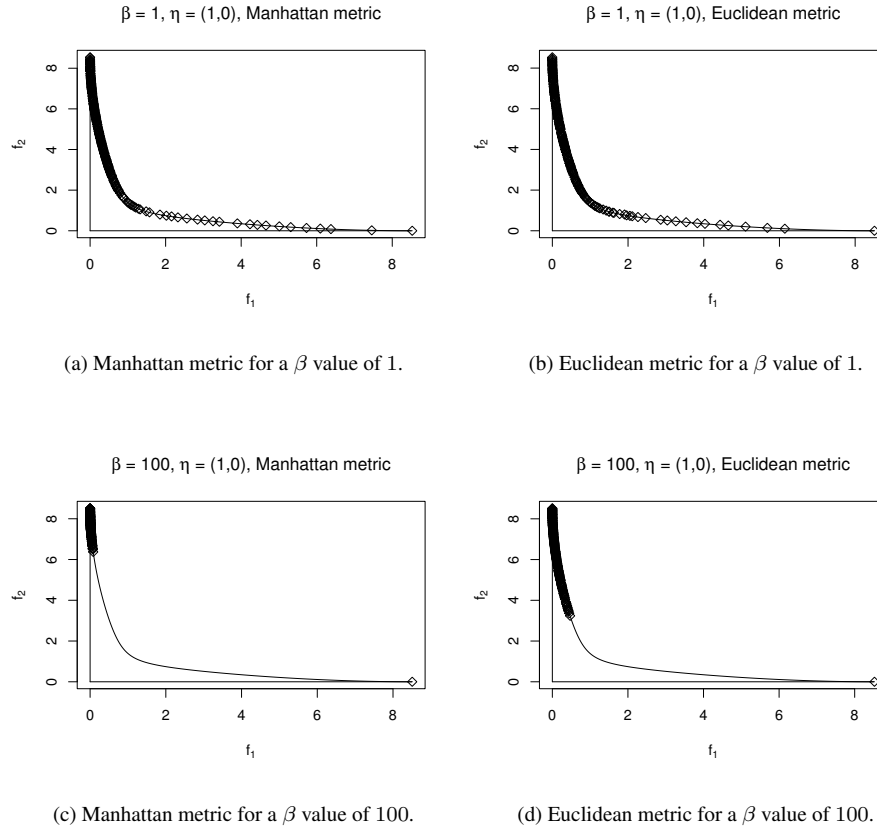 β = 1, η = (1,0), Manhattan metric
8
6
4
2
0
f₂
0 2 4 6 8
f₁
(a) Manhattan metric for a β value of 1.
β = 1, η = (1,0), Euclidean metric
8
6
4
2
0
f₂
0 2 4 6 8
f₁
(b) Euclidean metric for a β value of 1.
β = 100, η = (1,0), Manhattan metric
8
6
4
2
0
f₂
0 2 4 6 8
f₁
(c) Manhattan metric for a β value of 100.
β = 100, η = (1,0), Euclidean metric
8
6
4
2
0
f₂
0 2 4 6 8
f₁
(d) Euclidean metric for a β value of 100.